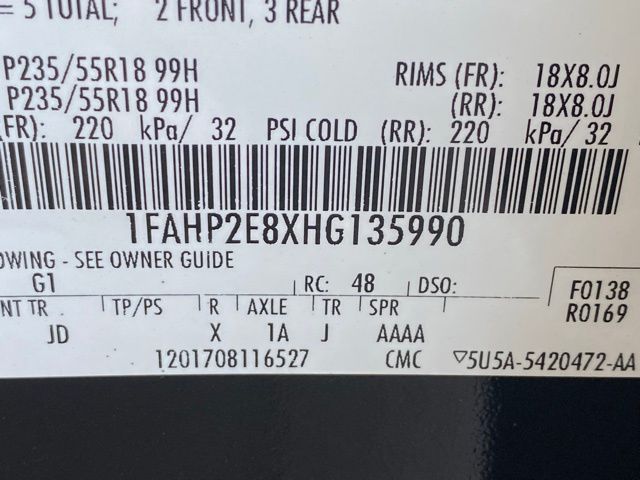 = 5 TOTAL; 2 FRONT, 3 REAR
P235/55R18 99H RIMS (FR): 18X8.0J
P235/55R18 99H (RR): 18X8.0J
(FR): 220 kPa/ 32 PSI COLD (RR): 220 kPa/ 32
1FAHP2E8XHG135990
OWING - SEE OWNER GUIDE
G1 RC: 48 DSO: F0138
NT TR TP/PS R AXLE TR SPR R0169
JD X 1A J AAAA
1201708116527 CMC ▽5U5A-5420472-AA